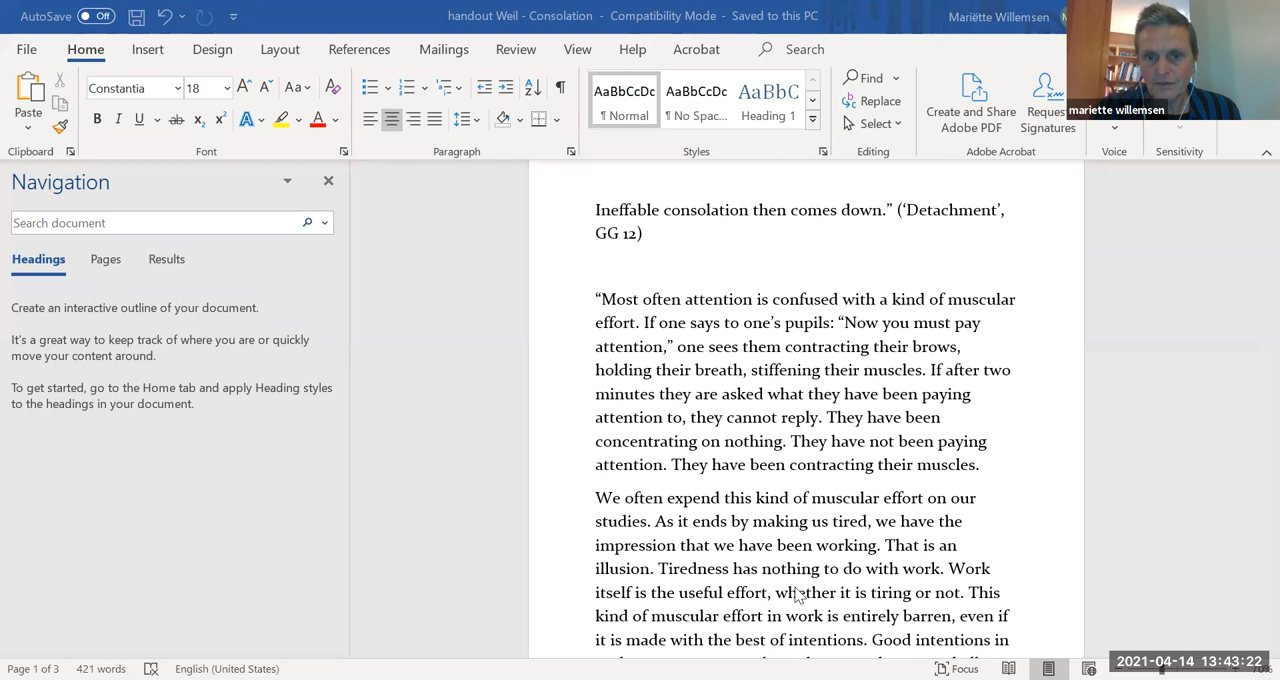 AutoSave Off handout Weil - Consolation - Compatibility Mode - Saved to this PC Mariëtte Willemsen
File Home Insert Design Layout References Mailings Review View Help Acrobat Search
Paste
Clipboard
Constantia 18 Aa
B I U ab x₂ x² A A
Font
Paragraph
AaBbCcDc AaBbCcDc AaBbC
¶ Normal ¶ No Spac... Heading 1
Styles
Find
Replace
Select
Editing
Create and Share
Adobe PDF
Signatures
Adobe Acrobat
Voice
Sensitivity
mariette willemsen
Navigation
Search document
Headings Pages Results
Create an interactive outline of your document.
It's a great way to keep track of where you are or quickly
move your content around.
To get started, go to the Home tab and apply Heading styles
to the headings in your document.
Ineffable consolation then comes down.” (‘Detachment’,
GG 12)
“Most often attention is confused with a kind of muscular
effort. If one says to one’s pupils: “Now you must pay
attention,” one sees them contracting their brows,
holding their breath, stiffening their muscles. If after two
minutes they are asked what they have been paying
attention to, they cannot reply. They have been
concentrating on nothing. They have not been paying
attention. They have been contracting their muscles.
We often expend this kind of muscular effort on our
studies. As it ends by making us tired, we have the
impression that we have been working. That is an
illusion. Tiredness has nothing to do with work. Work
itself is the useful effort, whether it is tiring or not. This
kind of muscular effort in work is entirely barren, even if
it is made with the best of intentions. Good intentions in
Page 1 of 3 421 words English (United States) Focus
2021-04-14 13:43:22